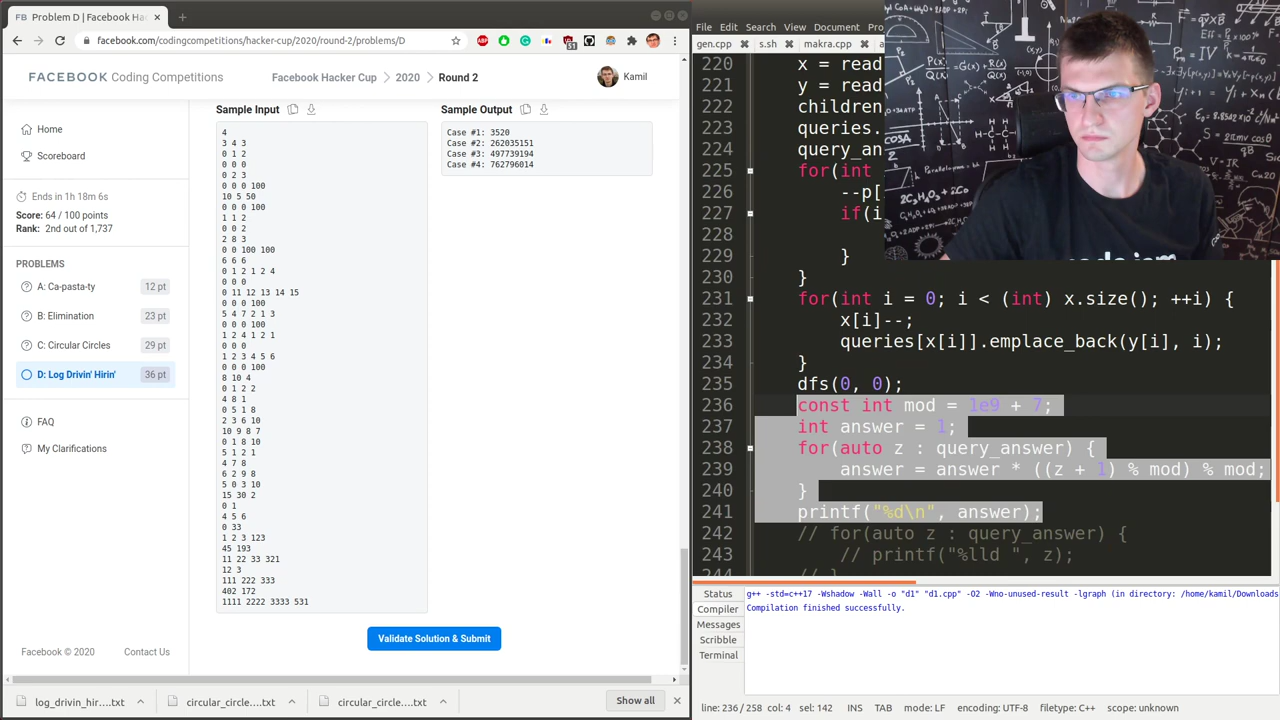 FB Problem D | Facebook Hac
facebook.com/codingcompetitions/hacker-cup/2020/round-2/problems/D
FACEBOOK Coding Competitions
Facebook Hacker Cup
2020
Round 2
Kamil
Home
Scoreboard
Ends in 1h 18m 6s
Score: 64 / 100 points
Rank: 2nd out of 1,737
PROBLEMS
A: Ca-pasta-ty 12 pt
B: Elimination 23 pt
C: Circular Circles 29 pt
D: Log Drivin' Hirin' 36 pt
FAQ
My Clarifications
Facebook © 2020 Contact Us
Sample Input
4
3 4 3
0 1 2
0 0 0
0 2 3
0 0 0 100
10 5 50
0 0 0 100
1 1 2
0 0 2
2 8 3
0 0 100 100
6 6 6
0 1 2 1 2 4
0 0 0
0 11 12 13 14 15
0 0 0 100
5 4 7 2 1 3
0 0 0 100
1 2 4 1 2 1
0 0 0
1 2 3 4 5 6
0 0 0 100
8 10 4
0 1 2 2
4 8 1
0 5 1 8
2 3 6 10
10 9 8 7
0 1 8 10
5 1 2 1
4 7 8
6 2 9 8
5 0 3 10
15 30 2
0 1
4 5 6
0 33
1 2 3 123
45 193
11 22 33 321
12 3
111 222 333
402 172
1111 2222 3333 531
Sample Output
Case #1: 3520
Case #2: 262035151
Case #3: 497739194
Case #4: 762796014
Validate Solution & Submit
log_drivin_hir....txt
circular_circle....txt
circular_circle....txt
Show all
File Edit Search View Document
gen.cpp s.sh makra.cpp
220 x = read
221 y = read
222 children
223 queries.
224 query_an
225 for(int
226 --p[
227 if(i
228
229 }
230 }
231 for(int i = 0; i < (int) x.size(); ++i) {
232 x[i]--;
233 queries[x[i]].emplace_back(y[i], i);
234 }
235 dfs(0, 0);
236 const int mod = 1e9 + 7;
237 int answer = 1;
238 for(auto z : query_answer) {
239 answer = answer * ((z + 1) % mod) % mod;
240 }
241 printf("%d\n", answer);
242 // for(auto z : query_answer) {
243 // printf("%lld ", z);
244 // }
Status
Compiler
Messages
Scribble
Terminal
g++ -std=c++17 -Wshadow -Wall -o "d1" "d1.cpp" -O2 -Wno-unused-result -lgraph (in directory: /home/kamil/Downloads
Compilation finished successfully.
line: 236 / 258 col: 4 sel: 142 INS TAB mode: LF encoding: UTF-8 filetype: C++ scope: unknown